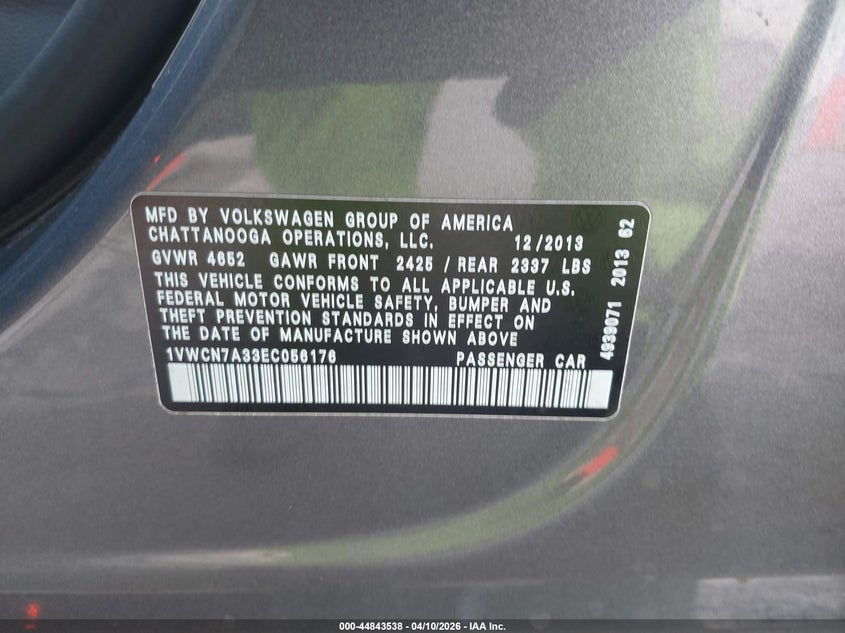 MFD BY VOLKSWAGEN GROUP OF AMERICA
CHATTANOOGA OPERATIONS, LLC. 12/2013
GVWR 4652 GAWR FRONT 2425 / REAR 2337 LBS
THIS VEHICLE CONFORMS TO ALL APPLICABLE U.S.
FEDERAL MOTOR VEHICLE SAFETY, BUMPER AND
THEFT PREVENTION STANDARDS IN EFFECT ON
THE DATE OF MANUFACTURE SHOWN ABOVE
1VWCN7A33EC056176 PASSENGER CAR
4939071 2013 62
000-44843538 - 04/10/2026 - IAA Inc.